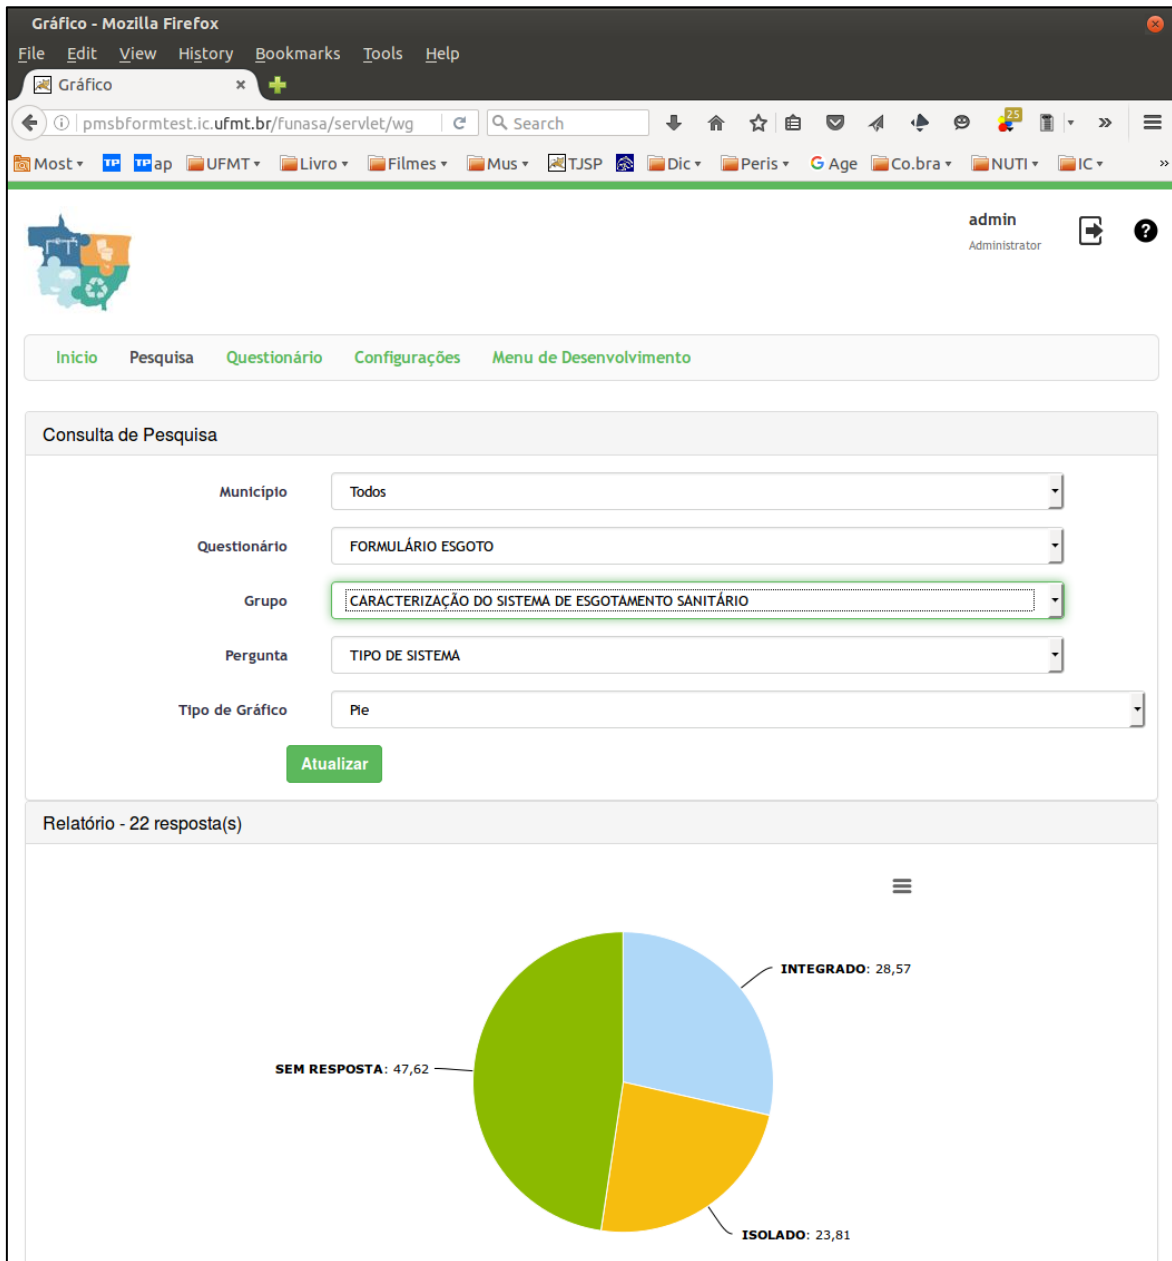 Gráfico - Mozilla Firefox
File Edit View History Bookmarks Tools Help
Gráfico
pmsbformtest.ic.ufmt.br/funasa/servlet/wg Search 25
Most TP TP ap UFMT Livro Filmes Mus TJSP Dic Peris G Age Co.bra NUTI IC »
admin
Administrator
Inicio Pesquisa Questionário Configurações Menu de Desenvolvimento
Consulta de Pesquisa
Município Todos
Questionário FORMULÁRIO ESGOTO
Grupo CARACTERIZAÇÃO DO SISTEMA DE ESGOTAMENTO SANITÁRIO
Pergunta TIPO DE SISTEMA
Tipo de Gráfico Pie
Atualizar
Relatório - 22 resposta(s)
INTEGRADO: 28,57
SEM RESPOSTA: 47,62
ISOLADO: 23,81